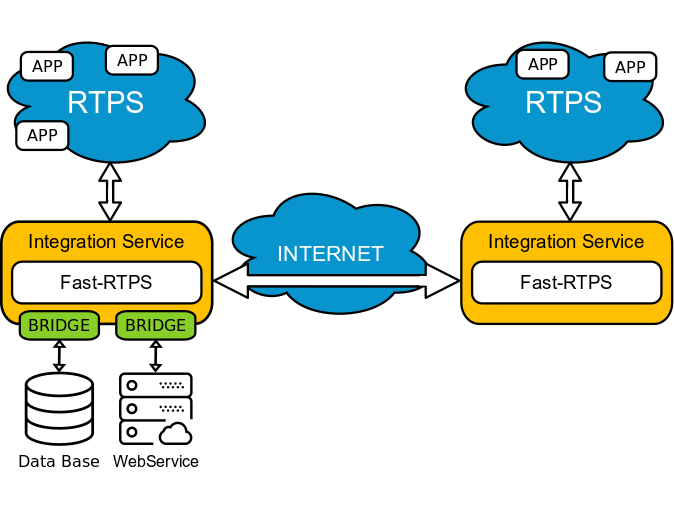 APP
APP
RTPS
APP
APP
APP
RTPS
Integration Service
Fast-RTPS
BRIDGE
BRIDGE
Data Base
WebService
INTERNET
Integration Service
Fast-RTPS